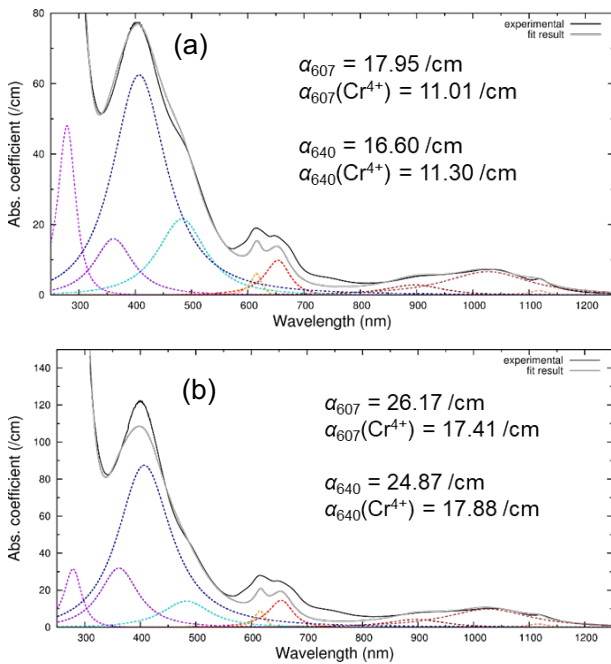 80
60
40
20
0
Abs. coefficient (/cm)
(a)
experimental
fit result
α607 = 17.95 /cm
α607(Cr4+) = 11.01 /cm
α640 = 16.60 /cm
α640(Cr4+) = 11.30 /cm
300 400 500 600 700 800 900 1000 1100 1200
Wavelength (nm)
140
120
100
80
60
40
20
0
Abs. coefficient (/cm)
(b)
experimental
fit result
α607 = 26.17 /cm
α607(Cr4+) = 17.41 /cm
α640 = 24.87 /cm
α640(Cr4+) = 17.88 /cm
300 400 500 600 700 800 900 1000 1100 1200
Wavelength (nm)